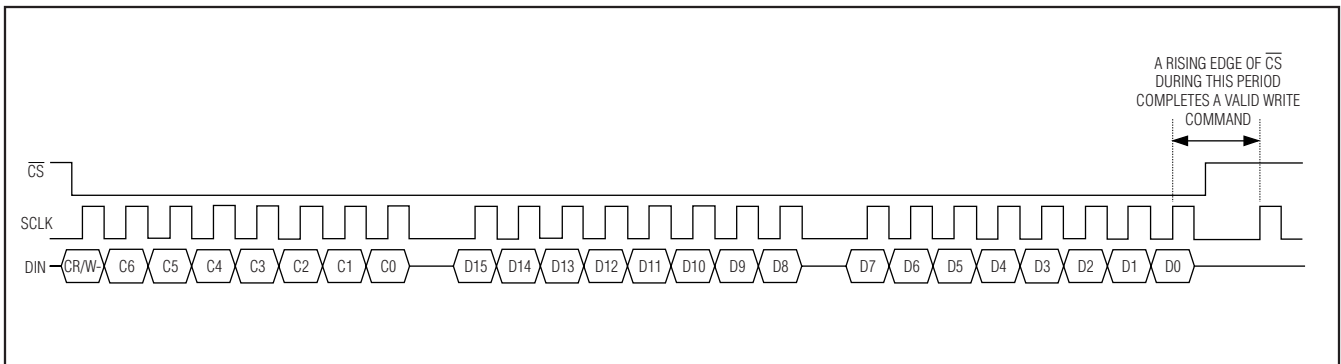 A RISING EDGE OF CS
DURING THIS PERIOD
COMPLETES A VALID WRITE
COMMAND
CS
SCLK
DIN CR/W- C6 C5 C4 C3 C2 C1 C0 D15 D14 D13 D12 D11 D10 D9 D8 D7 D6 D5 D4 D3 D2 D1 D0